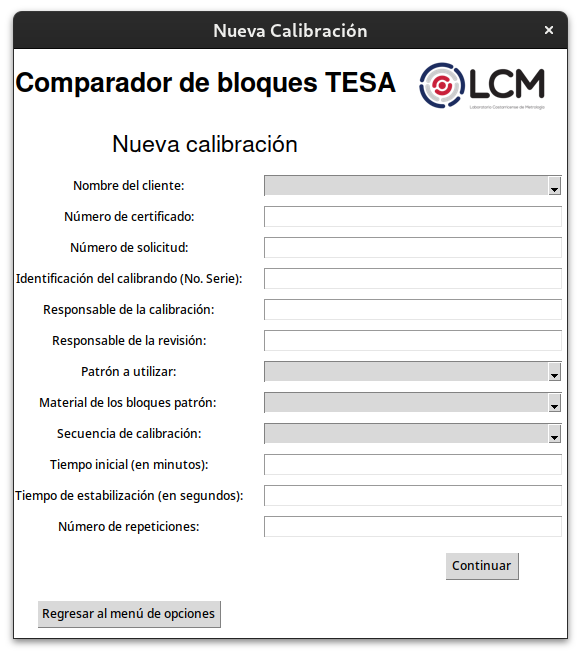 Nueva Calibración
Comparador de bloques TESA
LCM
Laboratorio Costarricense de Metrología
Nueva calibración
Nombre del cliente:
Número de certificado:
Número de solicitud:
Identificación del calibrando (No. Serie):
Responsable de la calibración:
Responsable de la revisión:
Patrón a utilizar:
Material de los bloques patrón:
Secuencia de calibración:
Tiempo inicial (en minutos):
Tiempo de estabilización (en segundos):
Número de repeticiones:
Continuar
Regresar al menú de opciones